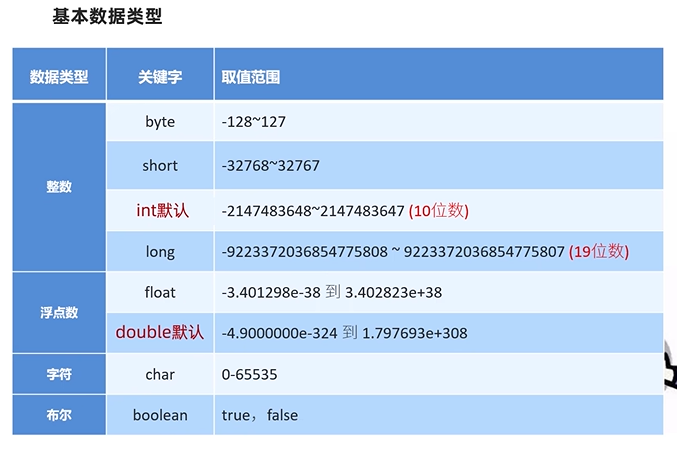 基本数据类型
数据类型 关键字 取值范围
整数 byte -128~127
short -32768~32767
int默认 -2147483648~2147483647 (10位数)
long -9223372036854775808 ~ 9223372036854775807 (19位数)
浮点数 float -3.401298e-38 到 3.402823e+38
double默认 -4.9000000e-324 到 1.797693e+308
字符 char 0-65535
布尔 boolean true，false